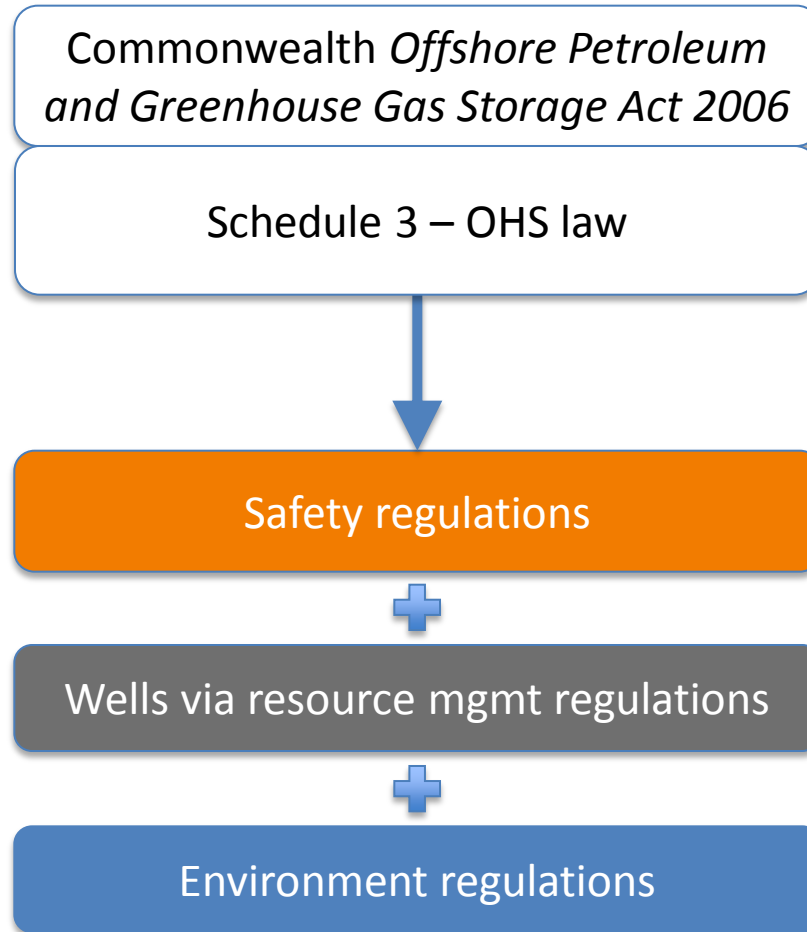 Commonwealth Offshore Petroleum
and Greenhouse Gas Storage Act 2006
Schedule 3 – OHS law
Safety regulations
Wells via resource mgmt regulations
Environment regulations